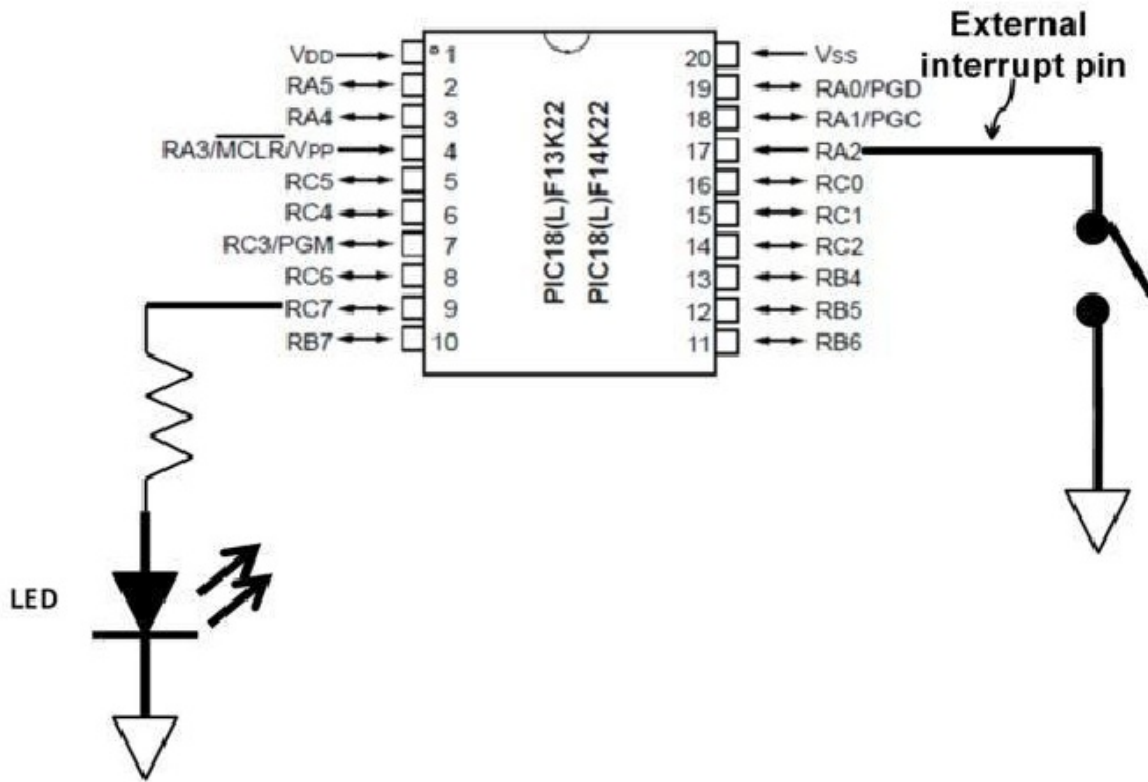 External
interrupt pin
VDD
1
20
VSS
RA5
2
19
RA0/PGD
RA4
3
18
RA1/PGC
RA3/MCLR/VPP
4
17
RA2
RC5
5
16
RC0
RC4
6
15
RC1
RC3/PGM
7
14
RC2
RC6
8
13
RB4
RC7
9
12
RB5
RB7
10
11
RB6
PIC18(L)F13K22
PIC18(L)F14K22
LED